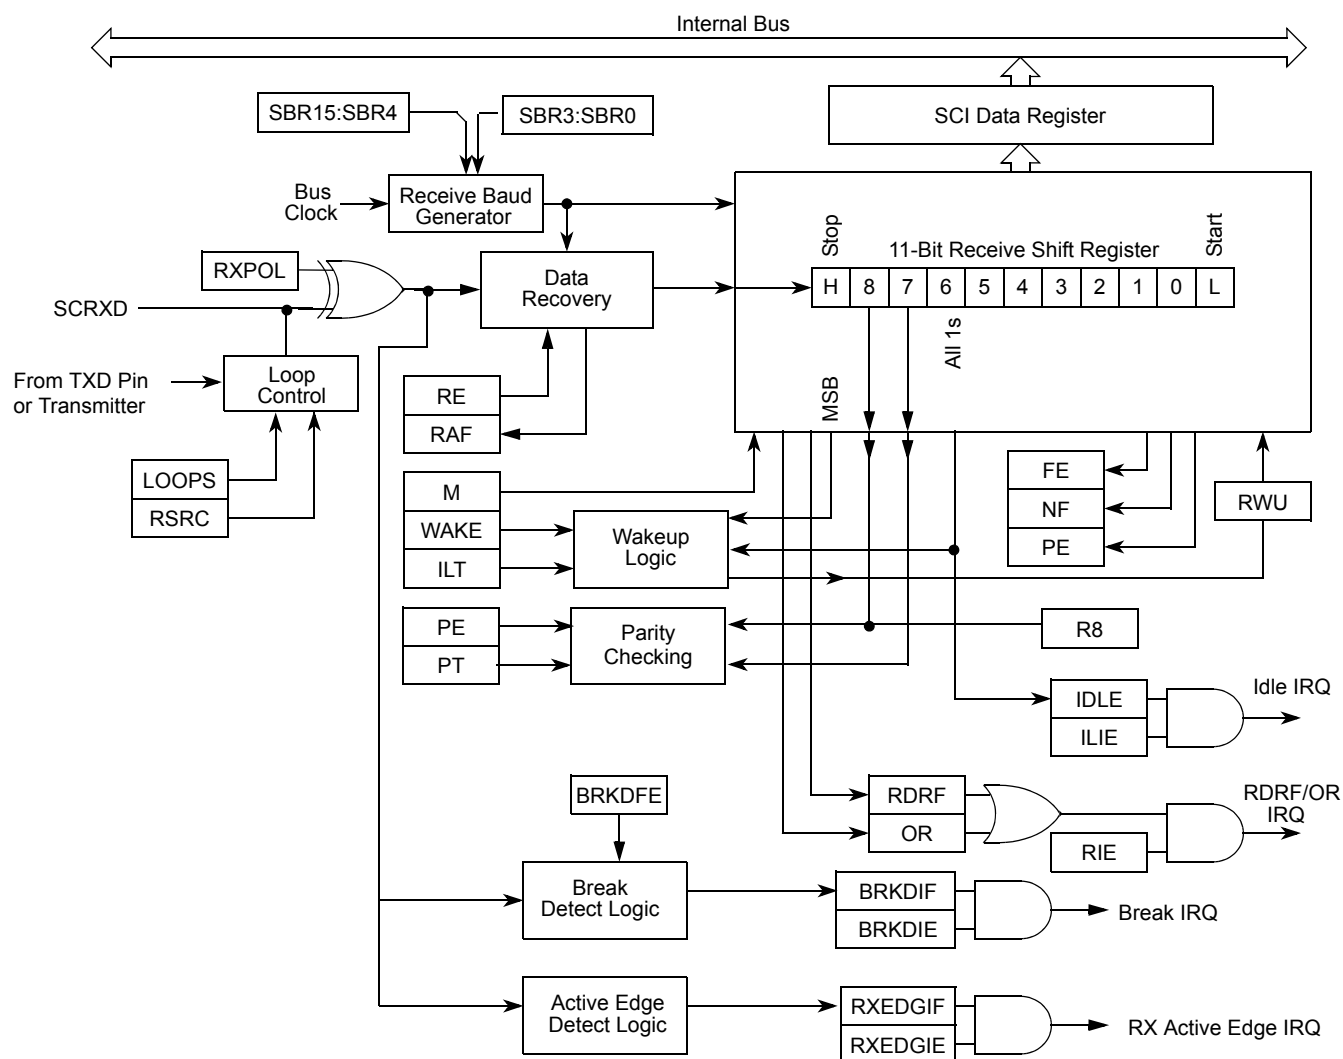 Internal Bus
SBR15:SBR4
SBR3:SBR0
SCI Data Register
Bus
Clock
Receive Baud
Generator
RXPOL
Data
Recovery
Stop
11-Bit Receive Shift Register
Start
H 8 7 6 5 4 3 2 1 0 L
SCRXD
All 1s
MSB
From TXD Pin
or Transmitter
Loop
Control
RE
RAF
LOOPS
RSRC
M
WAKE
ILT
Wakeup
Logic
FE
NF
PE
RWU
PE
PT
Parity
Checking
R8
IDLE
ILIE
Idle IRQ
BRKDFE
RDRF
OR
RIE
RDRF/OR
IRQ
Break
Detect Logic
BRKDIF
BRKDIE
Break IRQ
Active Edge
Detect Logic
RXEDGIF
RXEDGIE
RX Active Edge IRQ